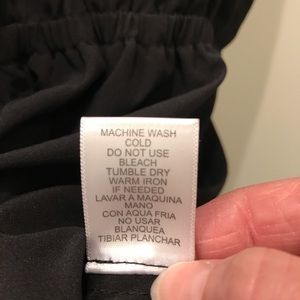 MACHINE WASH
COLD
DO NOT USE
BLEACH
TUMBLE DRY
WARM IRON
IF NEEDED
LAVAR A MAQUINA
MANO
CON AQUA FRIA
NO USAR
BLANQUEA
TIBIAR PLANCHAR